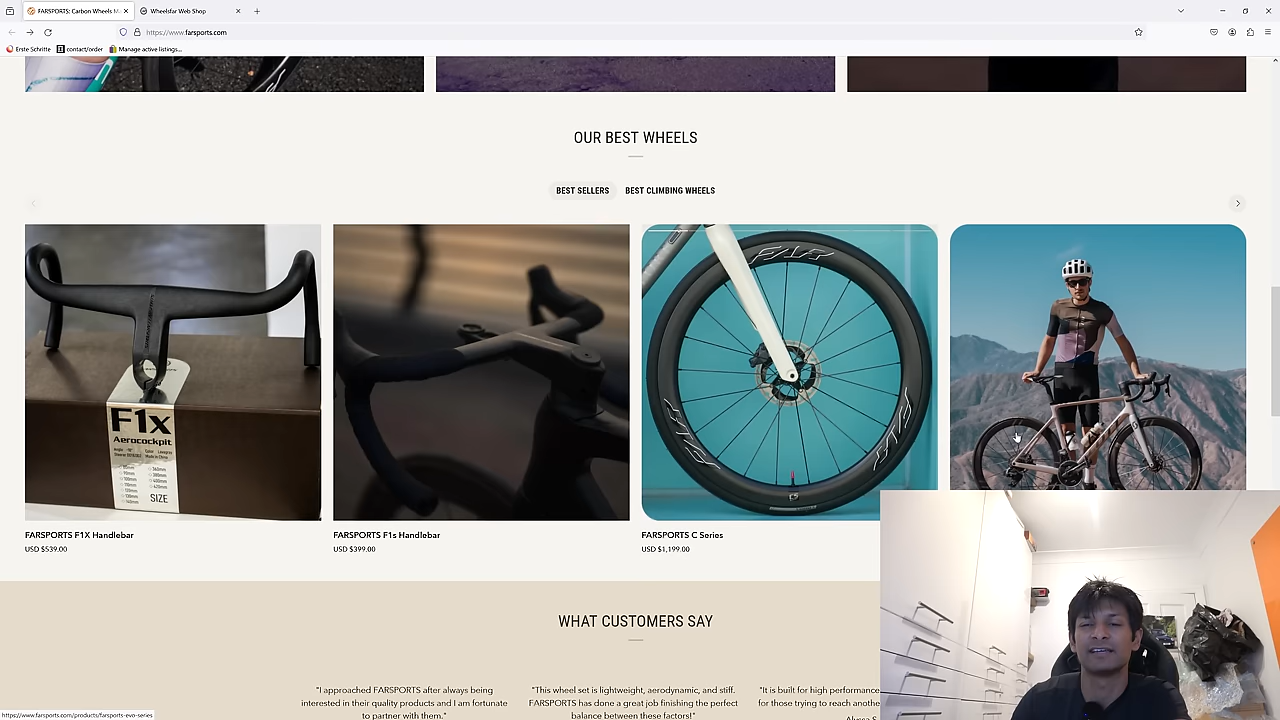 FARSPORTS: Carbon Wheels M
Wheelsfar Web Shop
https://www.farsports.com
Erste Schritte
contact/order
Manage active listings...
OUR BEST WHEELS
BEST SELLERS
BEST CLIMBING WHEELS
F1x
Aerocockpit
SIZE
FARSPORTS F1X Handlebar
USD $539.00
FARSPORTS F1s Handlebar
USD $399.00
FARSPORTS C Series
USD $1,199.00
WHAT CUSTOMERS SAY
"I approached FARSPORTS after always being
interested in their quality products and I am fortunate
to partner with them."
"This wheel set is lightweight, aerodynamic, and stiff.
FARSPORTS has done a great job finishing the perfect
balance between these factors!"
"It is built for high performance
for those trying to reach another
https://www.farsports.com/products/farsports-evo-series